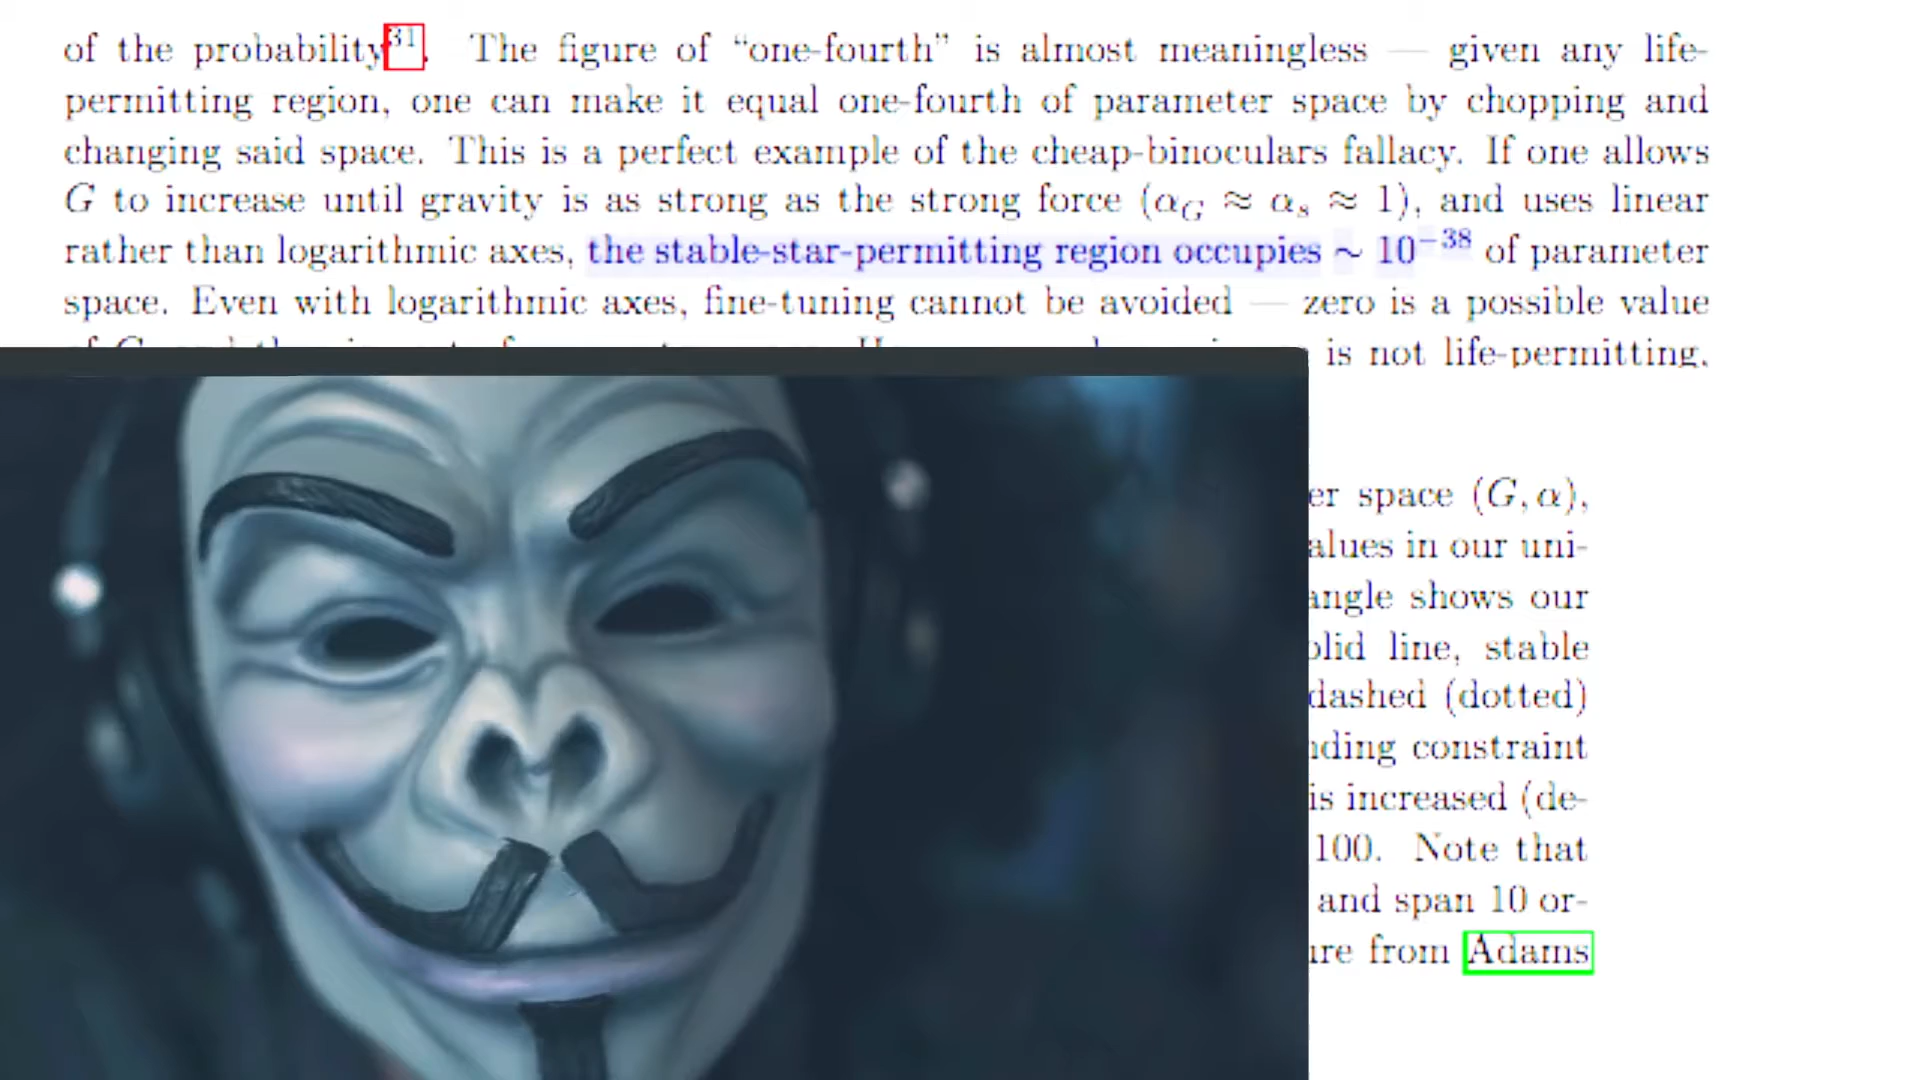 of the probability31. The figure of “one-fourth” is almost meaningless — given any life-
permitting region, one can make it equal one-fourth of parameter space by chopping and
changing said space. This is a perfect example of the cheap-binoculars fallacy. If one allows
G to increase until gravity is as strong as the strong force (αG ≈ αs ≈ 1), and uses linear
rather than logarithmic axes, the stable-star-permitting region occupies ∼ 10−38 of parameter
space. Even with logarithmic axes, fine-tuning cannot be avoided — zero is a possible value
is not life-permitting.
er space (G, α),
alues in our uni-
angle shows our
olid line, stable
dashed (dotted)
nding constraint
is increased (de-
100. Note that
and span 10 or-
ure from Adams